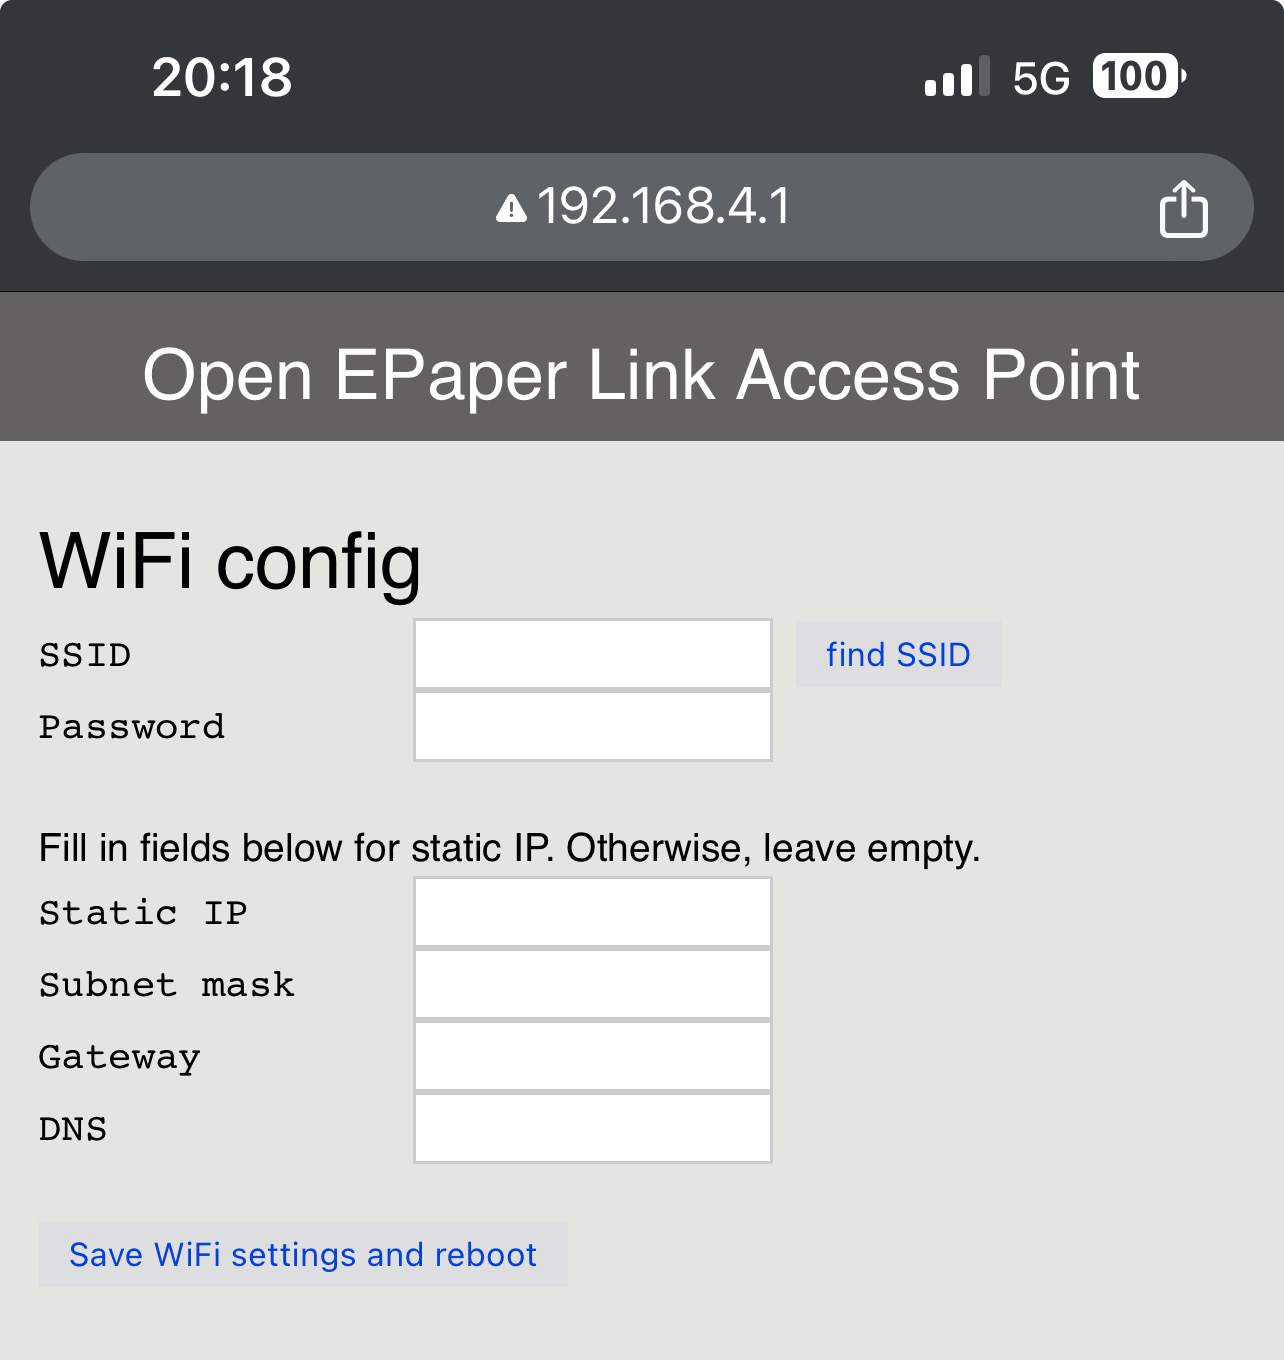 20:18 5G 100
192.168.4.1
Open EPaper Link Access Point
WiFi config
SSID find SSID
Password
Fill in fields below for static IP. Otherwise, leave empty.
Static IP
Subnet mask
Gateway
DNS
Save WiFi settings and reboot